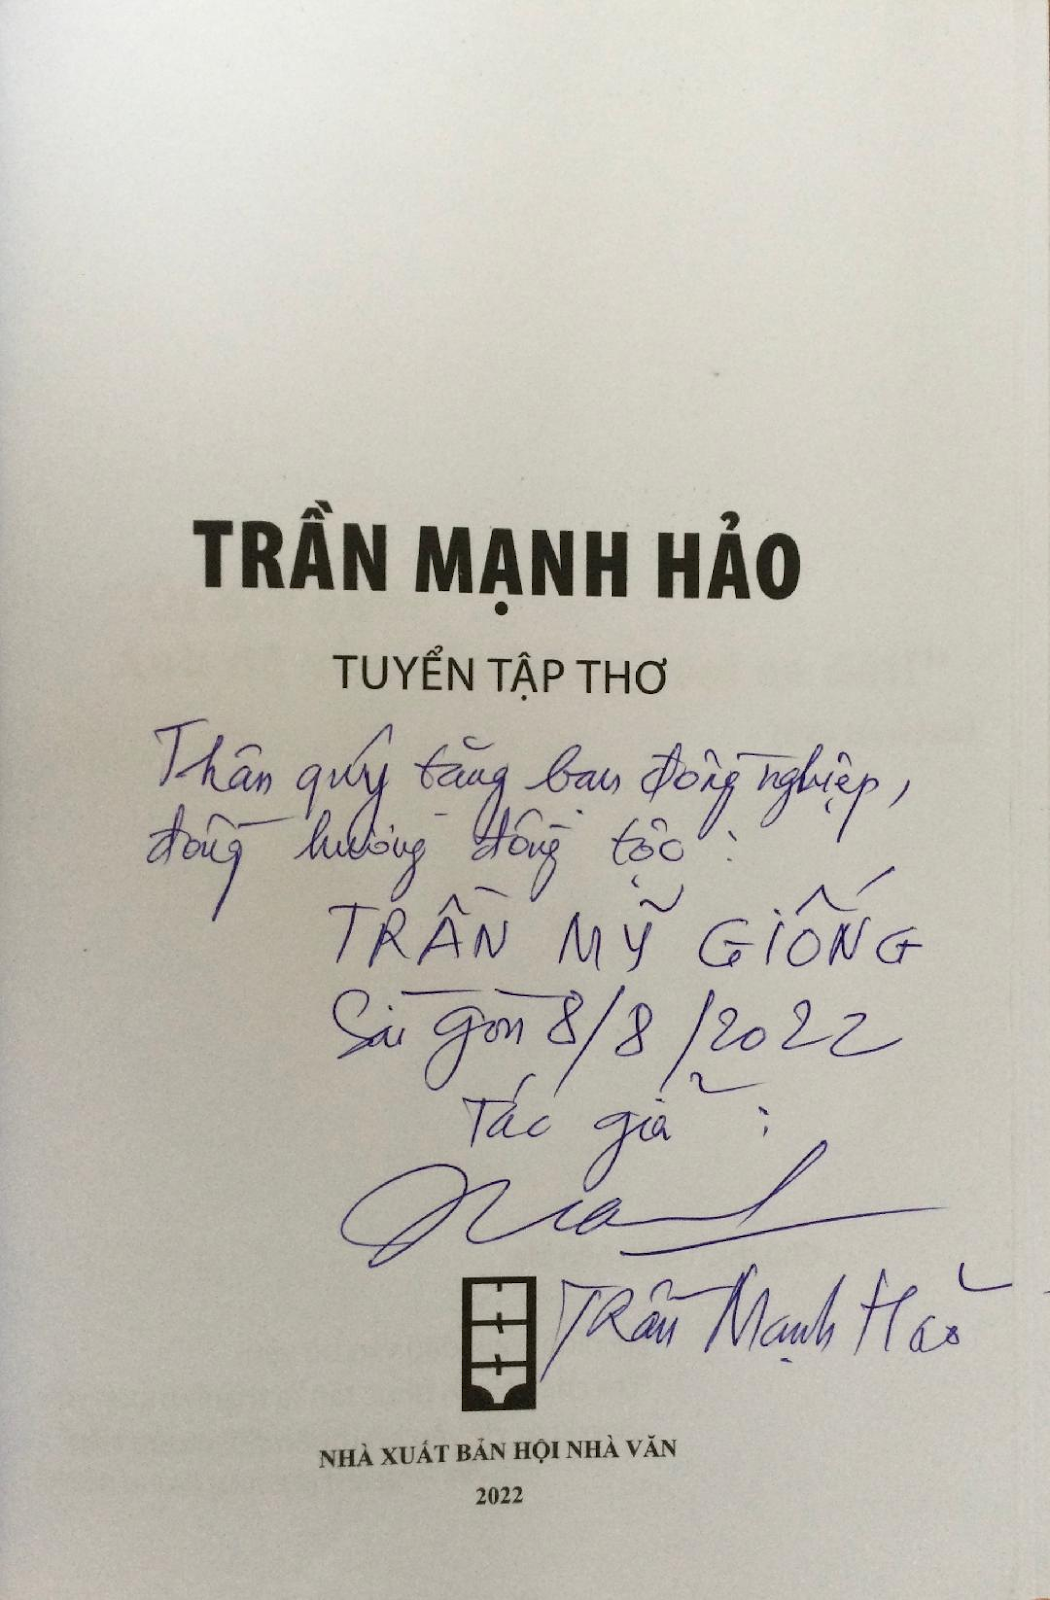 TRẦN MẠNH HẢO
TUYỂN TẬP THƠ
Thân quý tặng bạn đồng nghiệp,
đồng hương đồng tộc :
TRẦN MỸ GIỐNG
Sài gòn 8/8/2022
Tác giả :
Trần Mạnh Hảo
NHÀ XUẤT BẢN HỘI NHÀ VĂN
2022